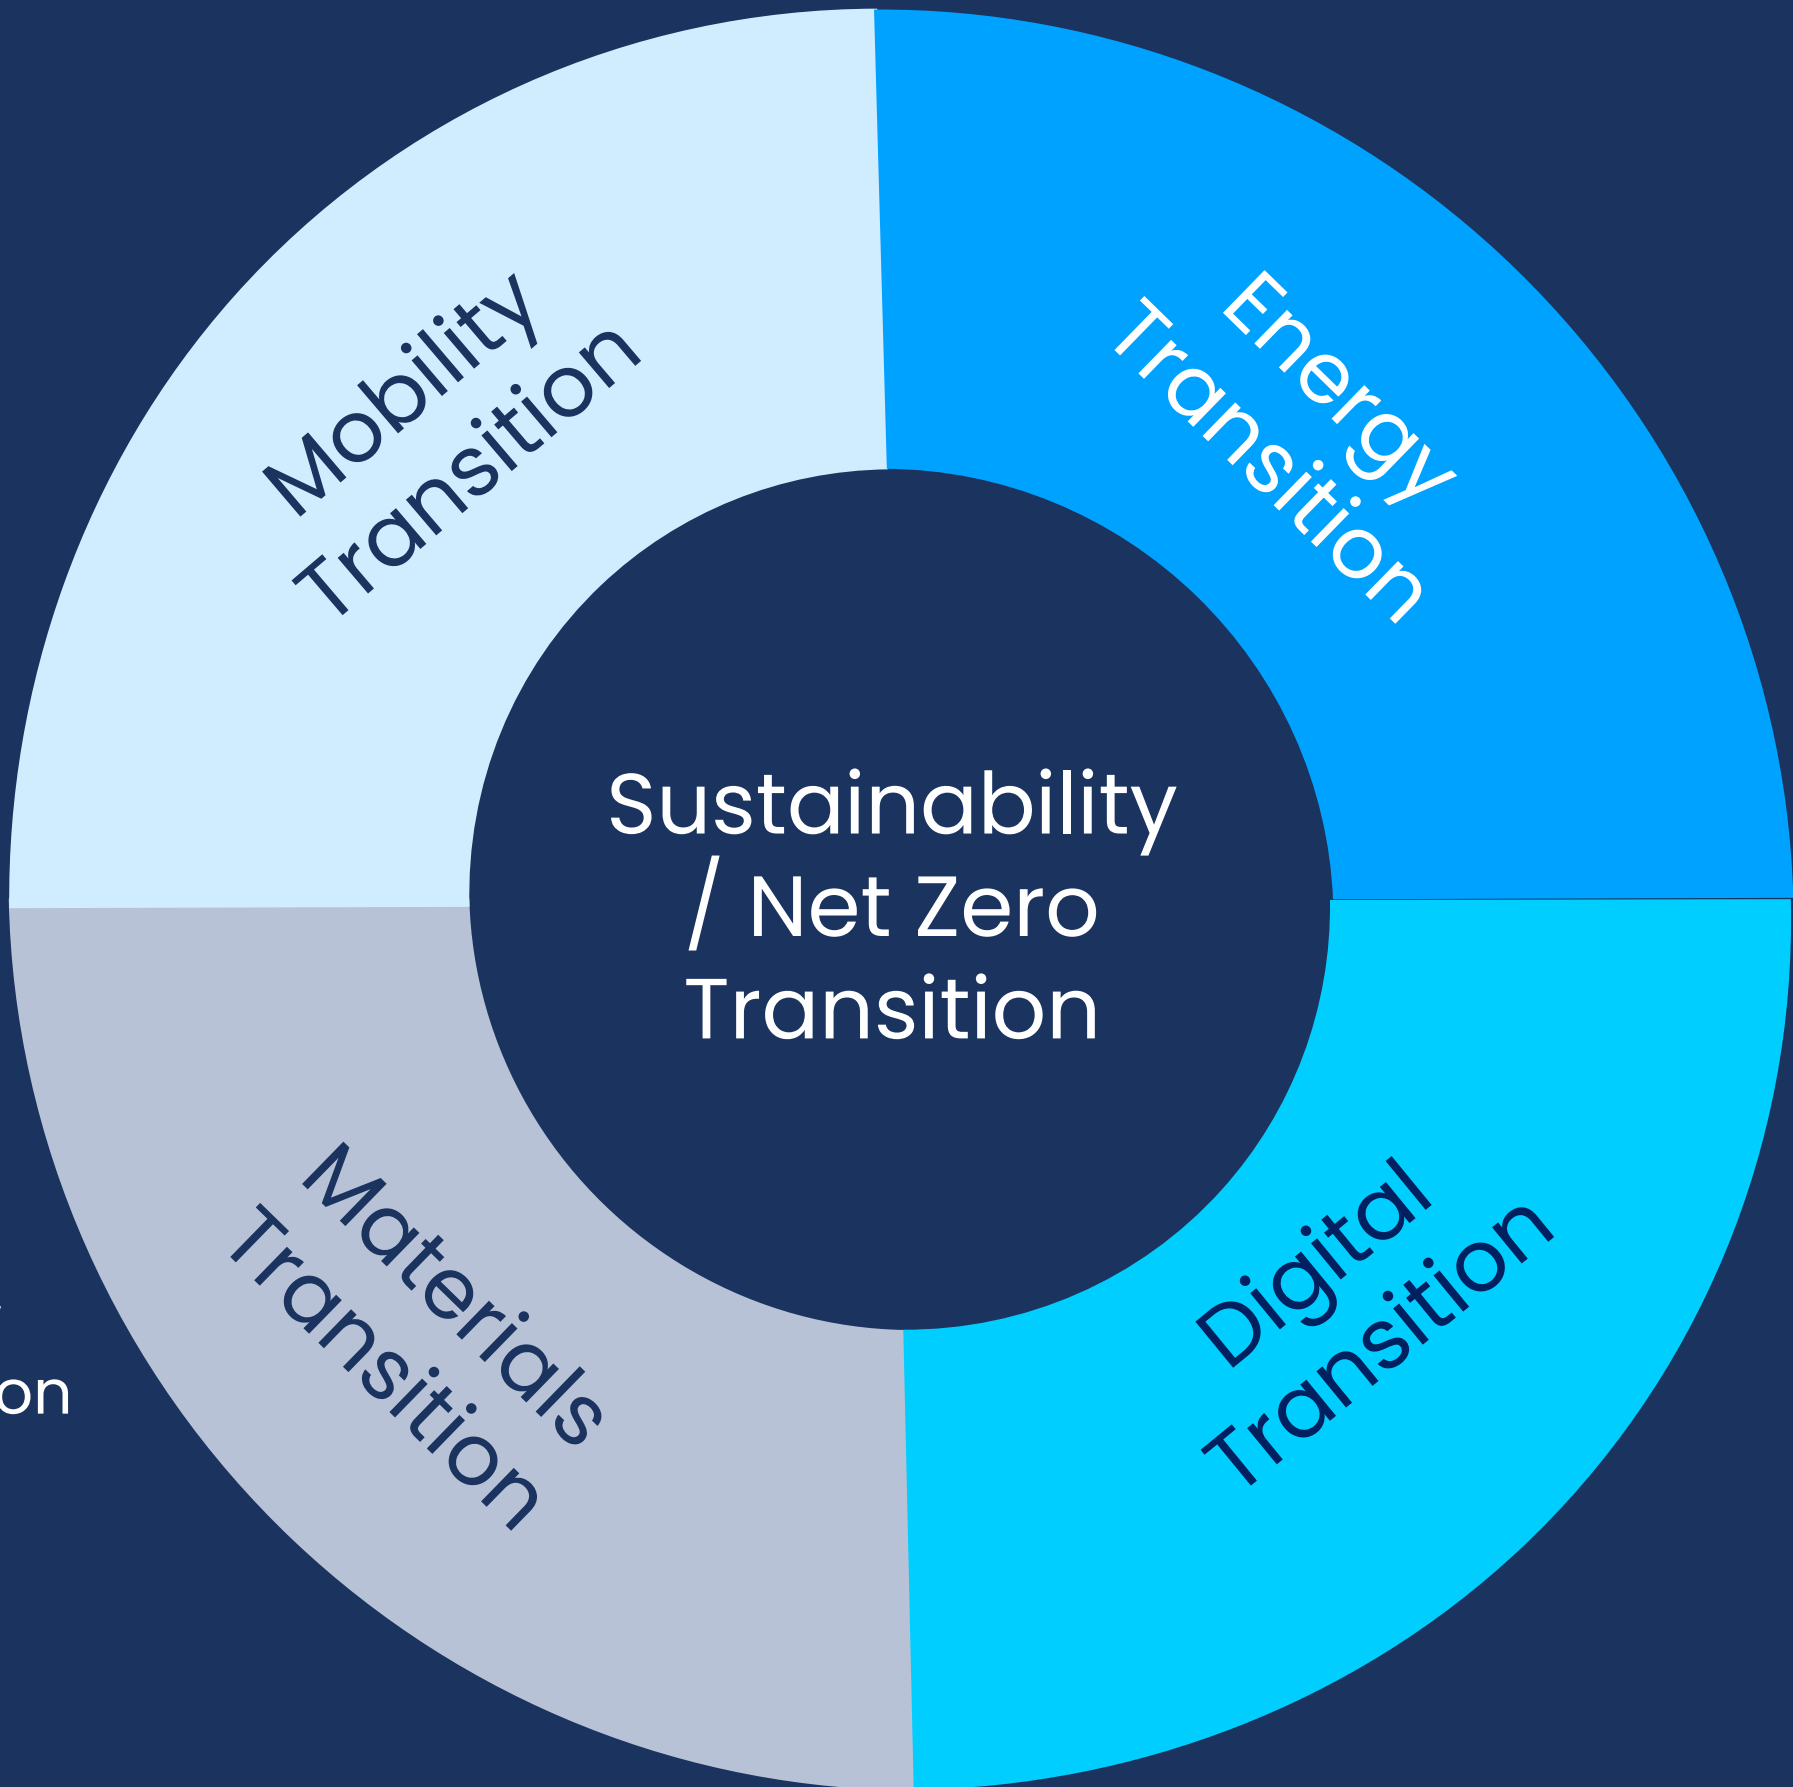 Mobility
Transition
Energy
Transition
Sustainability
/ Net Zero
Transition
Materials
Transition
Digital
Transition
on